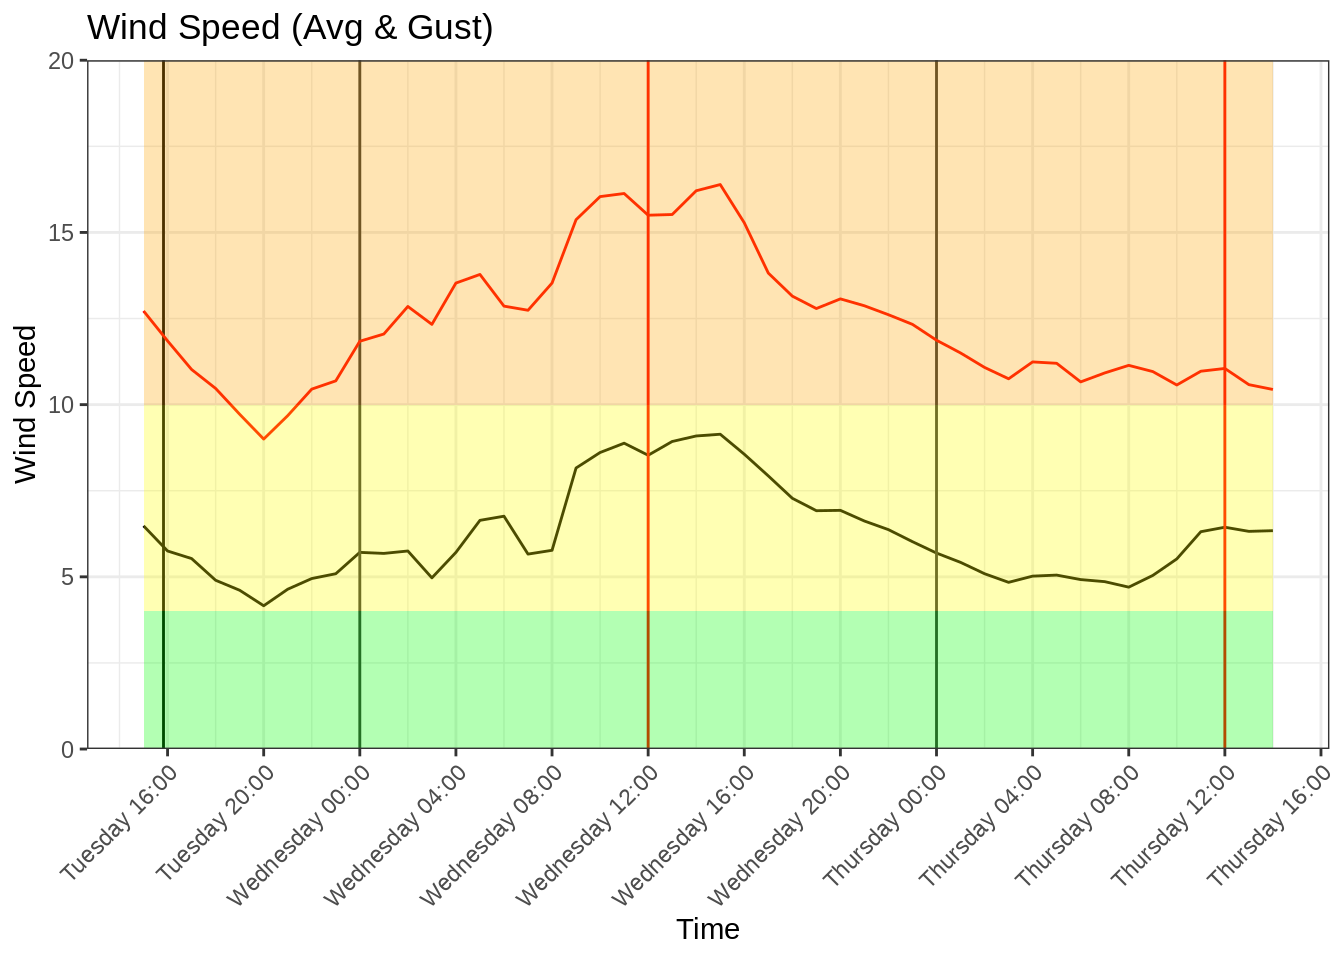 Wind Speed (Avg & Gust)
20
15
10
5
0
Wind Speed
Tuesday 16:00
Tuesday 20:00
Wednesday 00:00
Wednesday 04:00
Wednesday 08:00
Wednesday 12:00
Wednesday 16:00
Wednesday 20:00
Thursday 00:00
Thursday 04:00
Thursday 08:00
Thursday 12:00
Thursday 16:00
Time